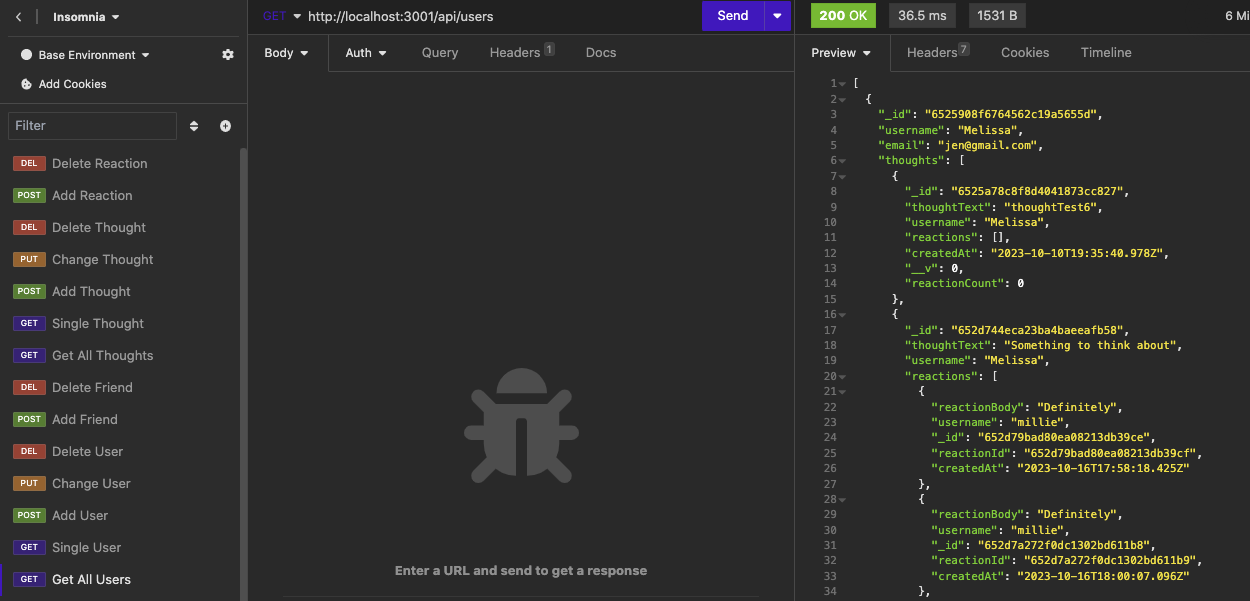 Insomnia
Base Environment
Add Cookies
Filter
DEL Delete Reaction
POST Add Reaction
DEL Delete Thought
PUT Change Thought
POST Add Thought
GET Single Thought
GET Get All Thoughts
DEL Delete Friend
POST Add Friend
DEL Delete User
PUT Change User
POST Add User
GET Single User
GET Get All Users
GET http://localhost:3001/api/users Send
Body Auth Query Headers 1 Docs
Enter a URL and send to get a response
200 OK 36.5 ms 1531 B 6 Mi
Preview Headers 7 Cookies Timeline
1 [
2 {
3 "_id": "6525908f6764562c19a5655d",
4 "username": "Melissa",
5 "email": "jen@gmail.com",
6 "thoughts": [
7 {
8 "_id": "6525a78c8f8d4041873cc827",
9 "thoughtText": "thoughtTest6",
10 "username": "Melissa",
11 "reactions": [],
12 "createdAt": "2023-10-10T19:35:40.978Z",
13 "__v": 0,
14 "reactionCount": 0
15 },
16 {
17 "_id": "652d744eca23ba4baeeafb58",
18 "thoughtText": "Something to think about",
19 "username": "Melissa",
20 "reactions": [
21 {
22 "reactionBody": "Definitely",
23 "username": "millie",
24 "_id": "652d79bad80ea08213db39ce",
25 "reactionId": "652d79bad80ea08213db39cf",
26 "createdAt": "2023-10-16T17:58:18.425Z"
27 },
28 {
29 "reactionBody": "Definitely",
30 "username": "millie",
31 "_id": "652d7a272f0dc1302bd611b8",
32 "reactionId": "652d7a272f0dc1302bd611b9",
33 "createdAt": "2023-10-16T18:00:07.096Z"
34 },